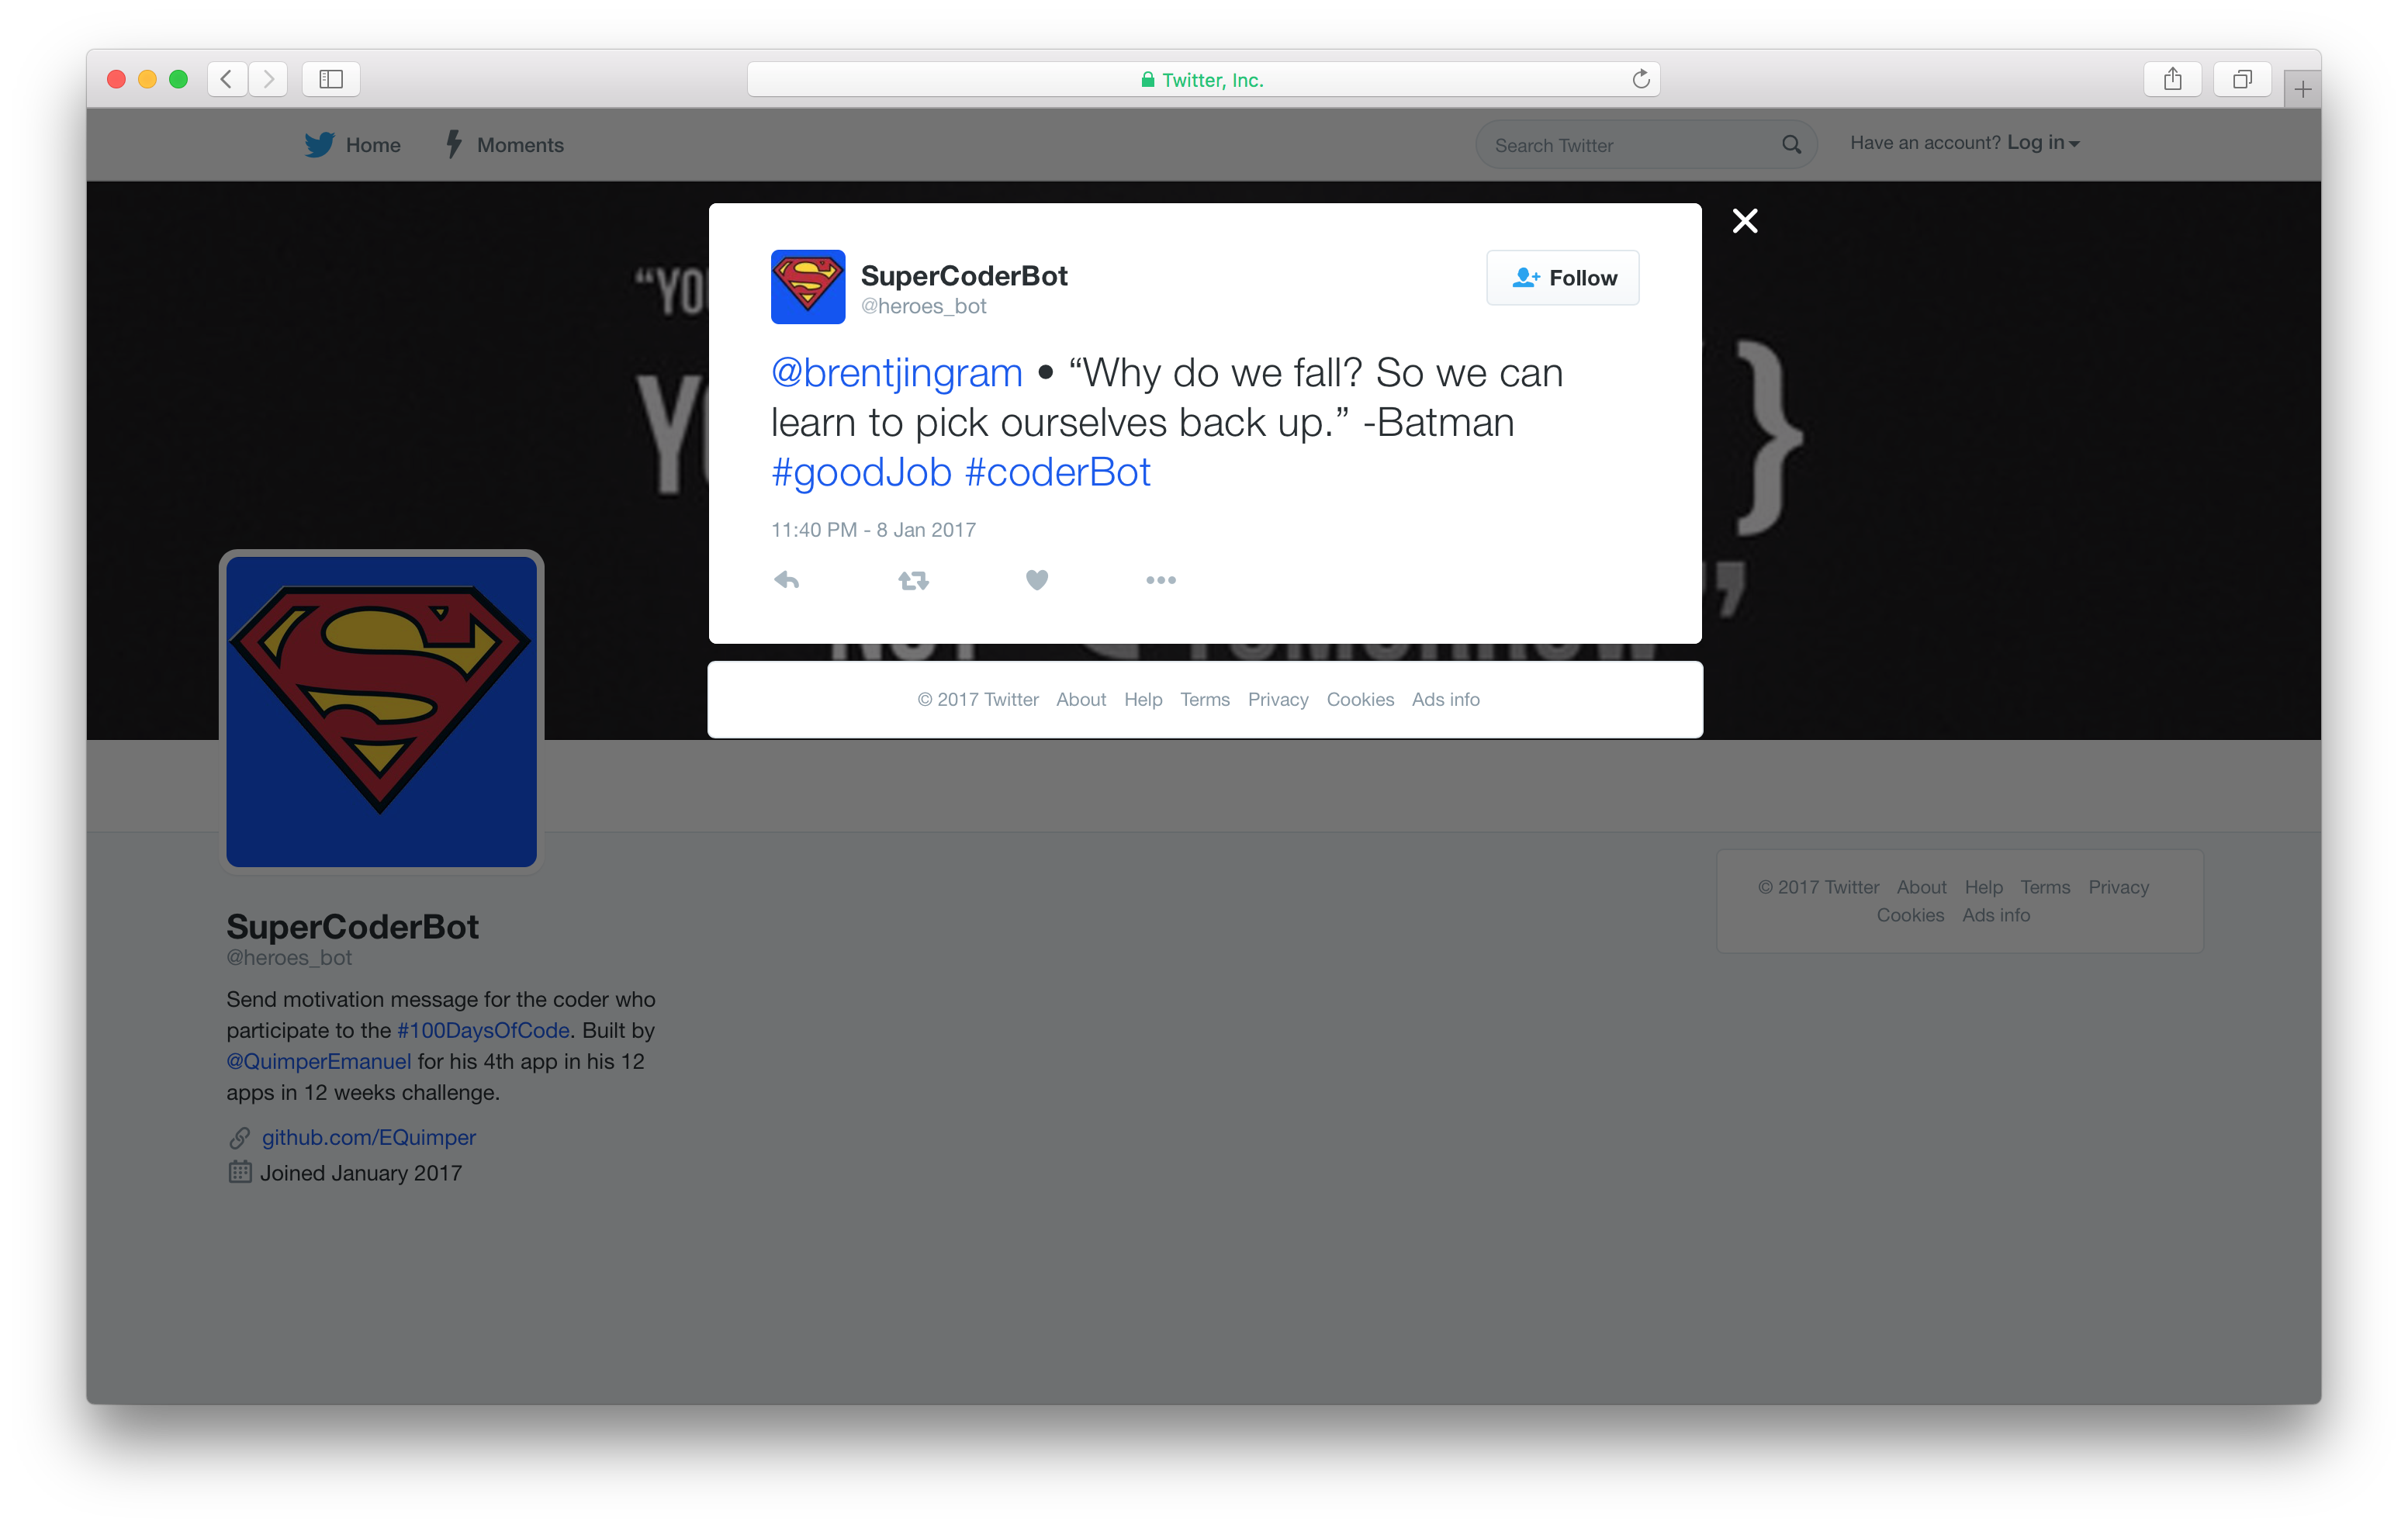 Twitter, Inc.
Home Moments Search Twitter Have an account? Log in
SuperCoderBot
@heroes_bot
Follow
@brentjingram • “Why do we fall? So we can
learn to pick ourselves back up.” -Batman
#goodJob #coderBot
11:40 PM - 8 Jan 2017
© 2017 Twitter About Help Terms Privacy Cookies Ads info
SuperCoderBot
@heroes_bot
Send motivation message for the coder who
participate to the #100DaysOfCode. Built by
@QuimperEmanuel for his 4th app in his 12
apps in 12 weeks challenge.
github.com/EQuimper
Joined January 2017
© 2017 Twitter About Help Terms Privacy
Cookies Ads info